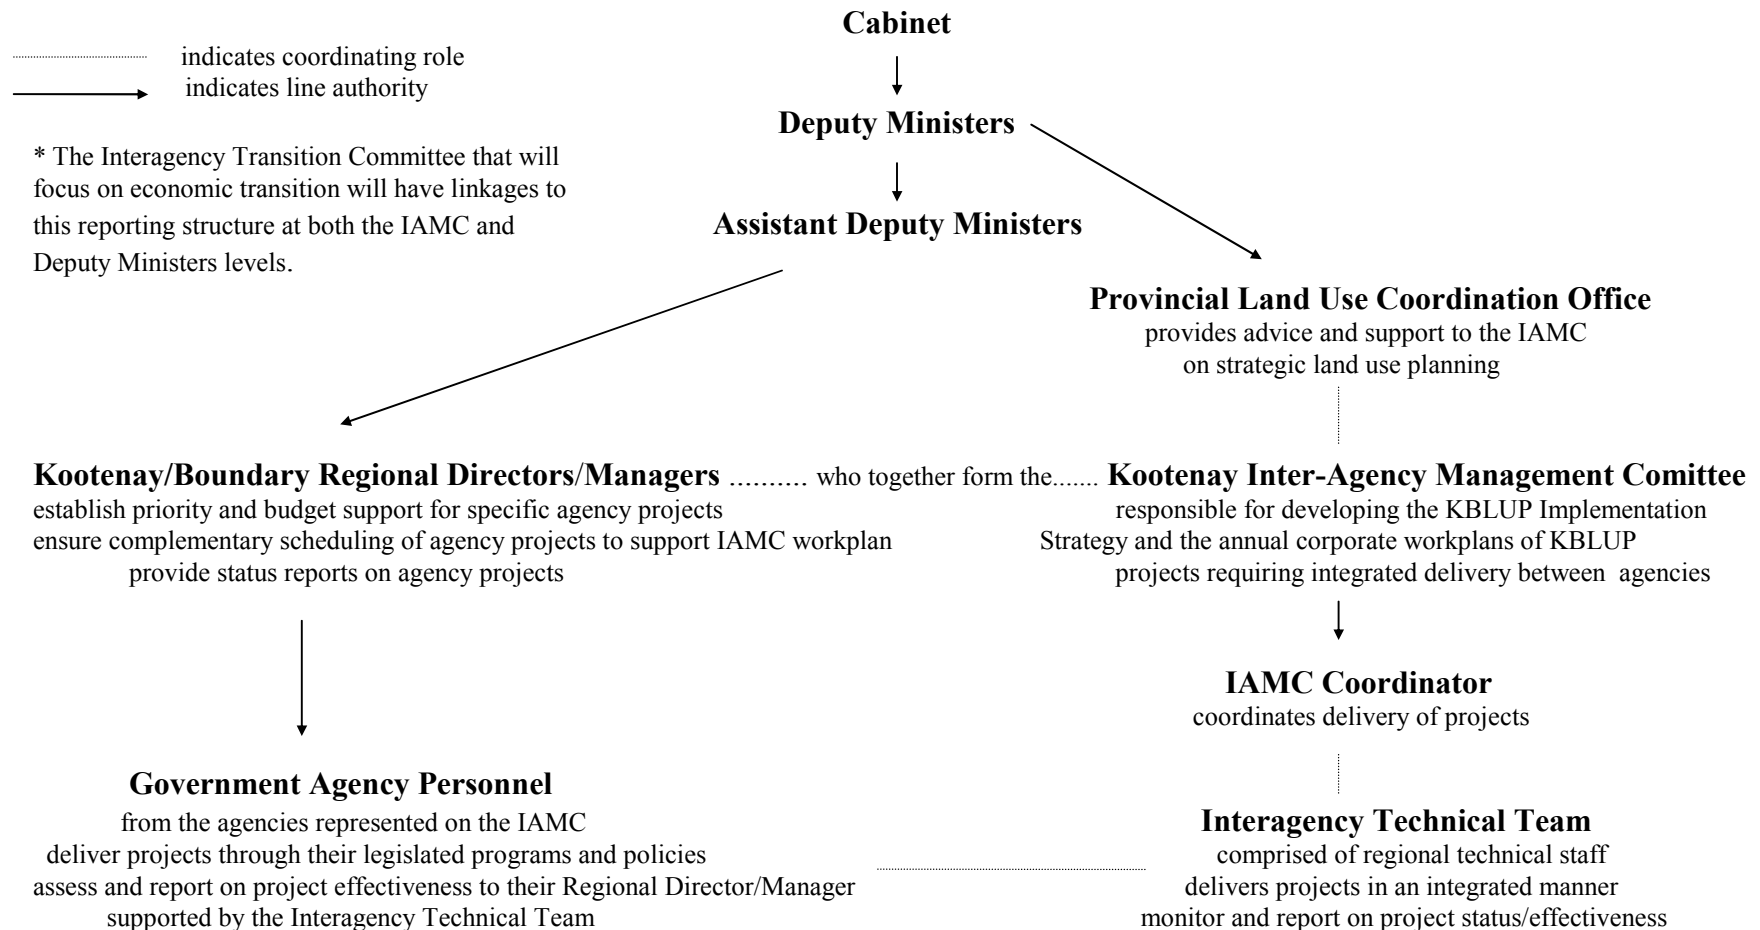 Cabinet
indicates coordinating role
indicates line authority
Deputy Ministers
* The Interagency Transition Committee that will
focus on economic transition will have linkages to
this reporting structure at both the IAMC and
Deputy Ministers levels.
Assistant Deputy Ministers
Provincial Land Use Coordination Office
provides advice and support to the IAMC
on strategic land use planning
Kootenay/Boundary Regional Directors/Managers .......... who together form the....... Kootenay Inter-Agency Management Comittee
establish priority and budget support for specific agency projects
ensure complementary scheduling of agency projects to support IAMC workplan
provide status reports on agency projects
responsible for developing the KBLUP Implementation
Strategy and the annual corporate workplans of KBLUP
projects requiring integrated delivery between agencies
IAMC Coordinator
coordinates delivery of projects
Government Agency Personnel
from the agencies represented on the IAMC
deliver projects through their legislated programs and policies
assess and report on project effectiveness to their Regional Director/Manager
supported by the Interagency Technical Team
Interagency Technical Team
comprised of regional technical staff
delivers projects in an integrated manner
monitor and report on project status/effectiveness